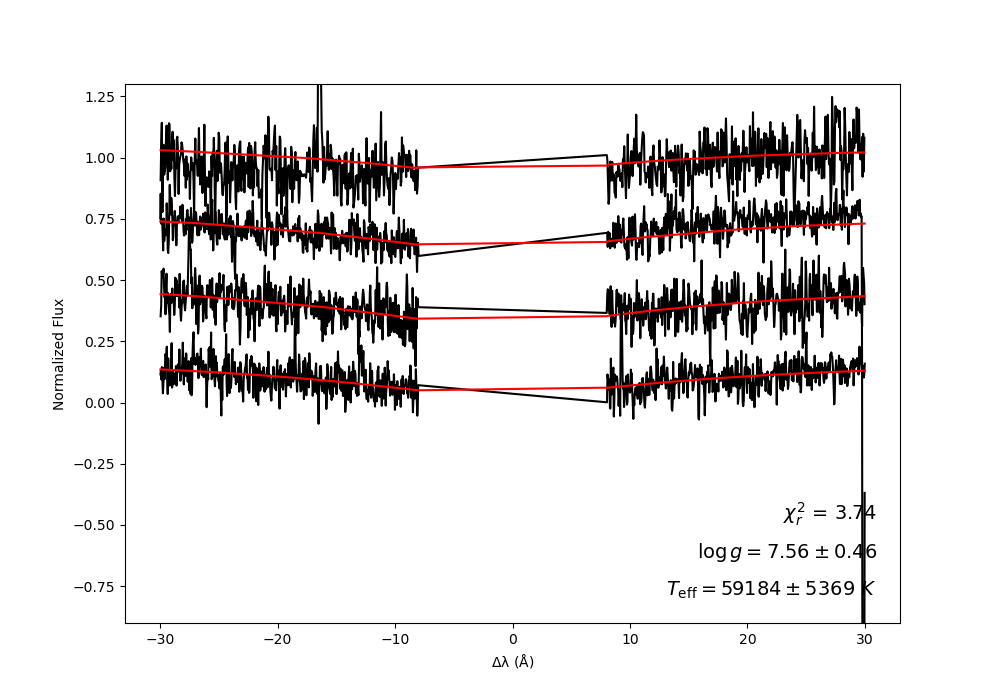 1.25
1.00
0.75
0.50
0.25
0.00
−0.25
−0.50
−0.75
Normalized Flux
−30 −20 −10 0 10 20 30
Δλ (Å)
χ²ᵣ = 3.74
log g = 7.56 ± 0.46
T_eff = 59184 ± 5369 K